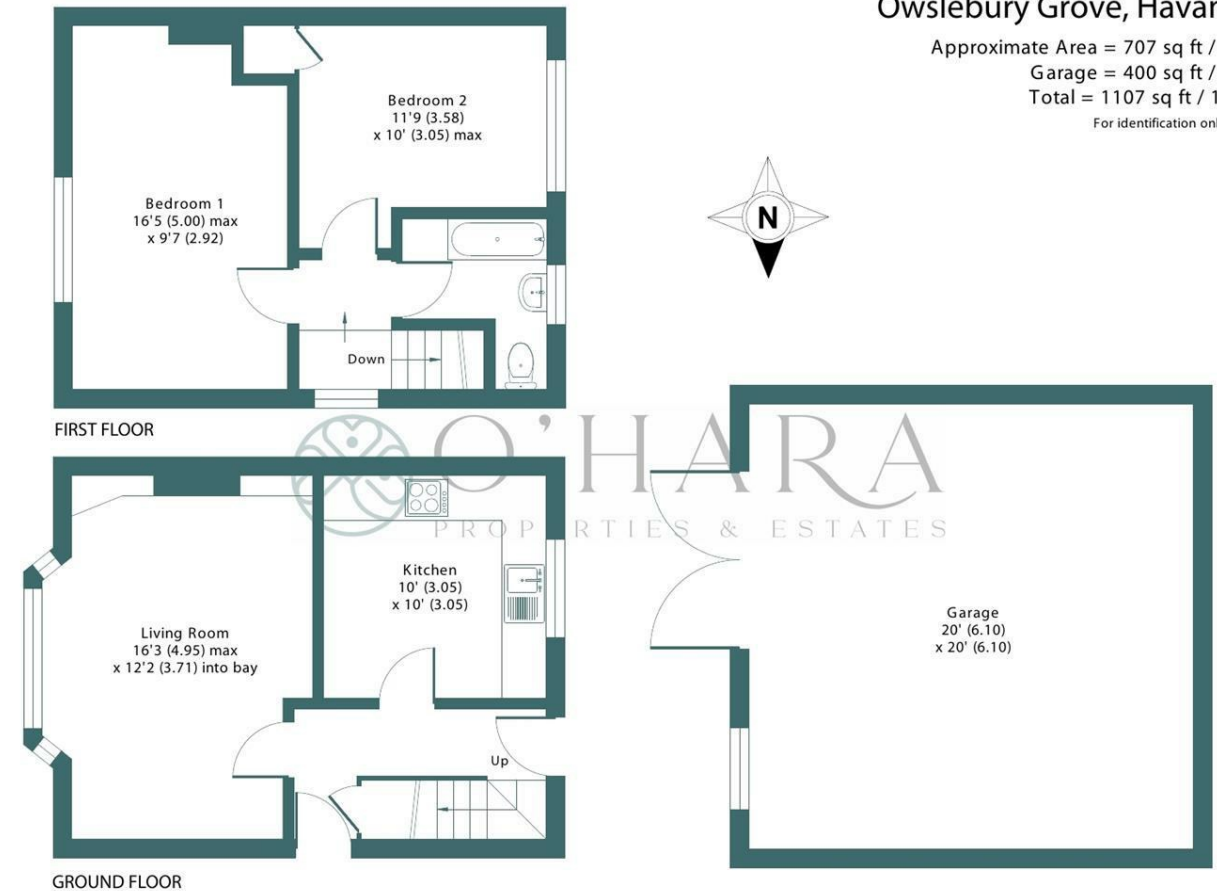 Owslebury Grove,
Approximate Area = 707 sq ft /
Garage = 400 sq ft /
Total = 1107 sq ft / 1
For identification
Bedroom 2
11'9 (3.58)
x 10' (3.05) max
Bedroom 1
16'5 (5.00) max
x 9'7 (2.92)
N
Down
FIRST FLOOR
O'HARA
PROP RTIES & ESTATES
Kitchen
10' (3.05)
x 10' (3.05)
Living Room
16'3 (4.95) max
x 12'2 (3.71) into bay
Garage
20' (6.10)
x 20' (6.10)
Up
GROUND FLOOR